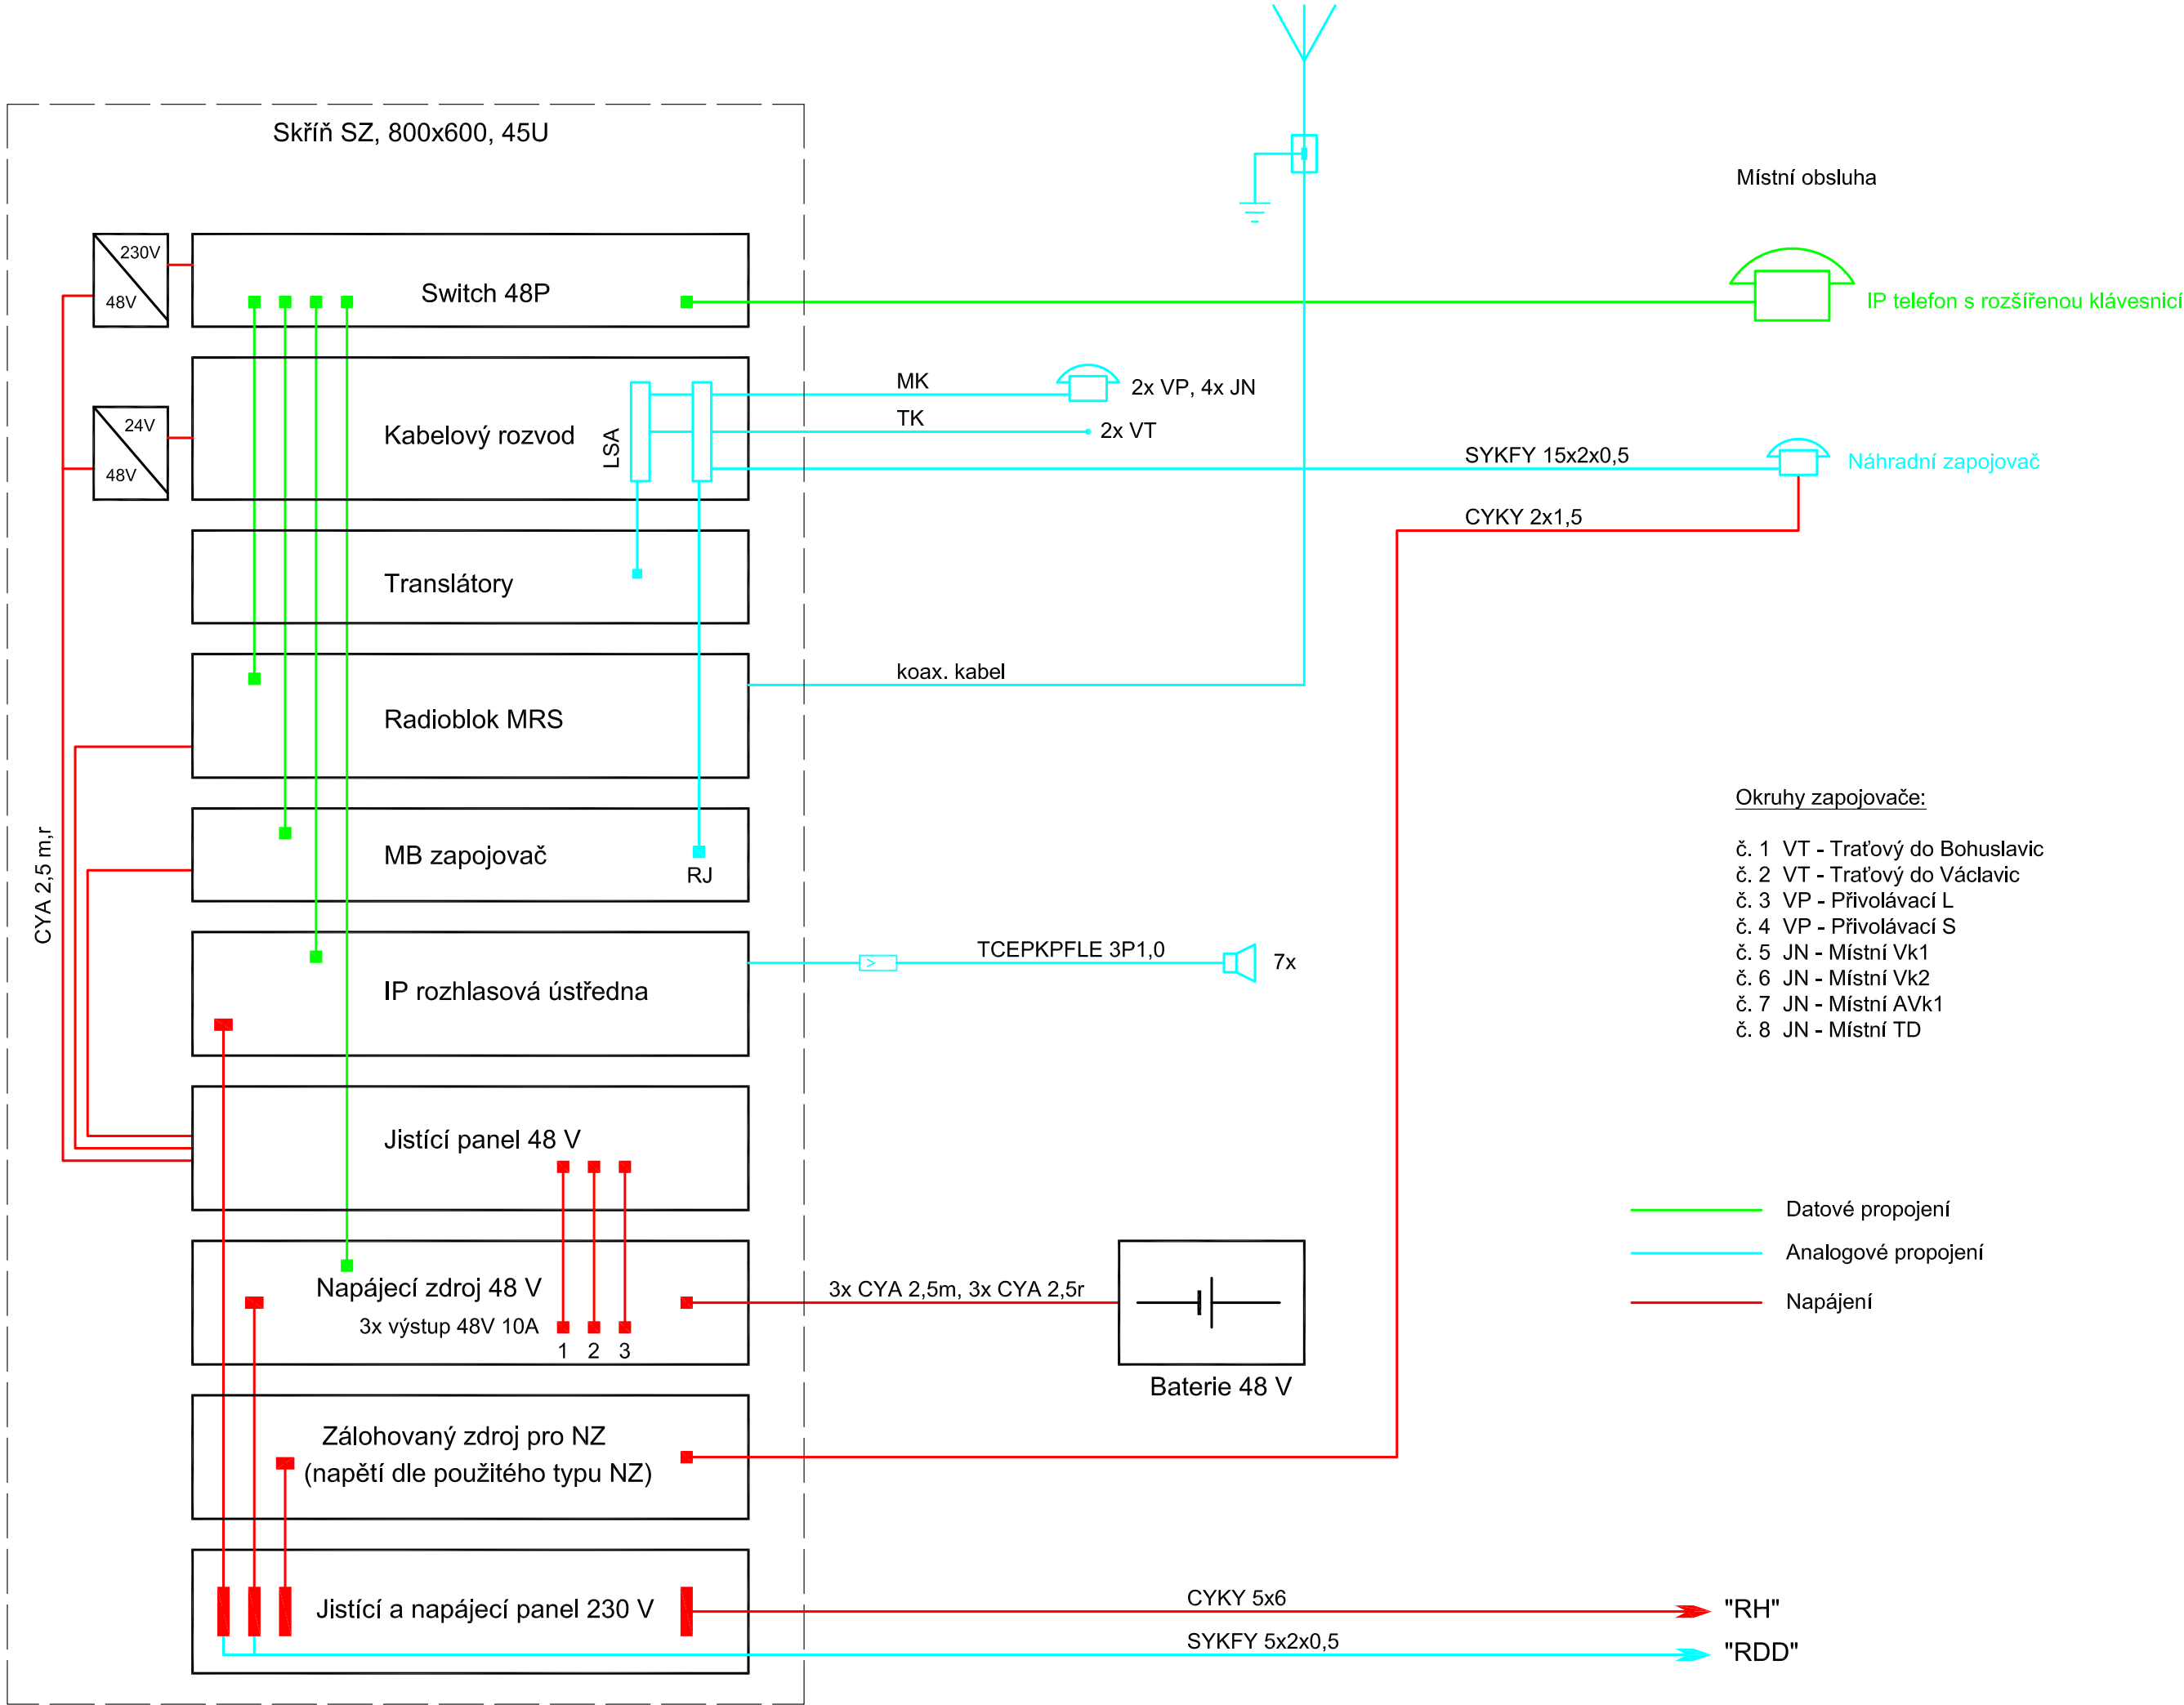 Skříň SZ, 800x600, 45U
Místní obsluha
230V
48V
Switch 48P
IP telefon s rozšířenou klávesnicí
MK
2x VP, 4x JN
TK
2x VT
24V
48V
Kabelový rozvod
LSA
SYKFY 15x2x0,5
Náhradní zapojovač
CYKY 2x1,5
Translátory
koax. kabel
Radioblok MRS
CYA 2,5 m,r
MB zapojovač
RJ
Okruhy zapojovače:
č. 1 VT - Traťový do Bohuslavic
č. 2 VT - Traťový do Václavic
č. 3 VP - Přivolávací L
č. 4 VP - Přivolávací S
č. 5 JN - Místní Vk1
č. 6 JN - Místní Vk2
č. 7 JN - Místní AVk1
č. 8 JN - Místní TD
TCEPKPFLE 3P1,0
7x
>
IP rozhlasová ústředna
Jistící panel 48 V
Datové propojení
Analogové propojení
Napájení
Napájecí zdroj 48 V
3x výstup 48V 10A
1 2 3
3x CYA 2,5m, 3x CYA 2,5r
Baterie 48 V
Zálohovaný zdroj pro NZ
(napětí dle použitého typu NZ)
Jistící a napájecí panel 230 V
CYKY 5x6
"RH"
SYKFY 5x2x0,5
"RDD"